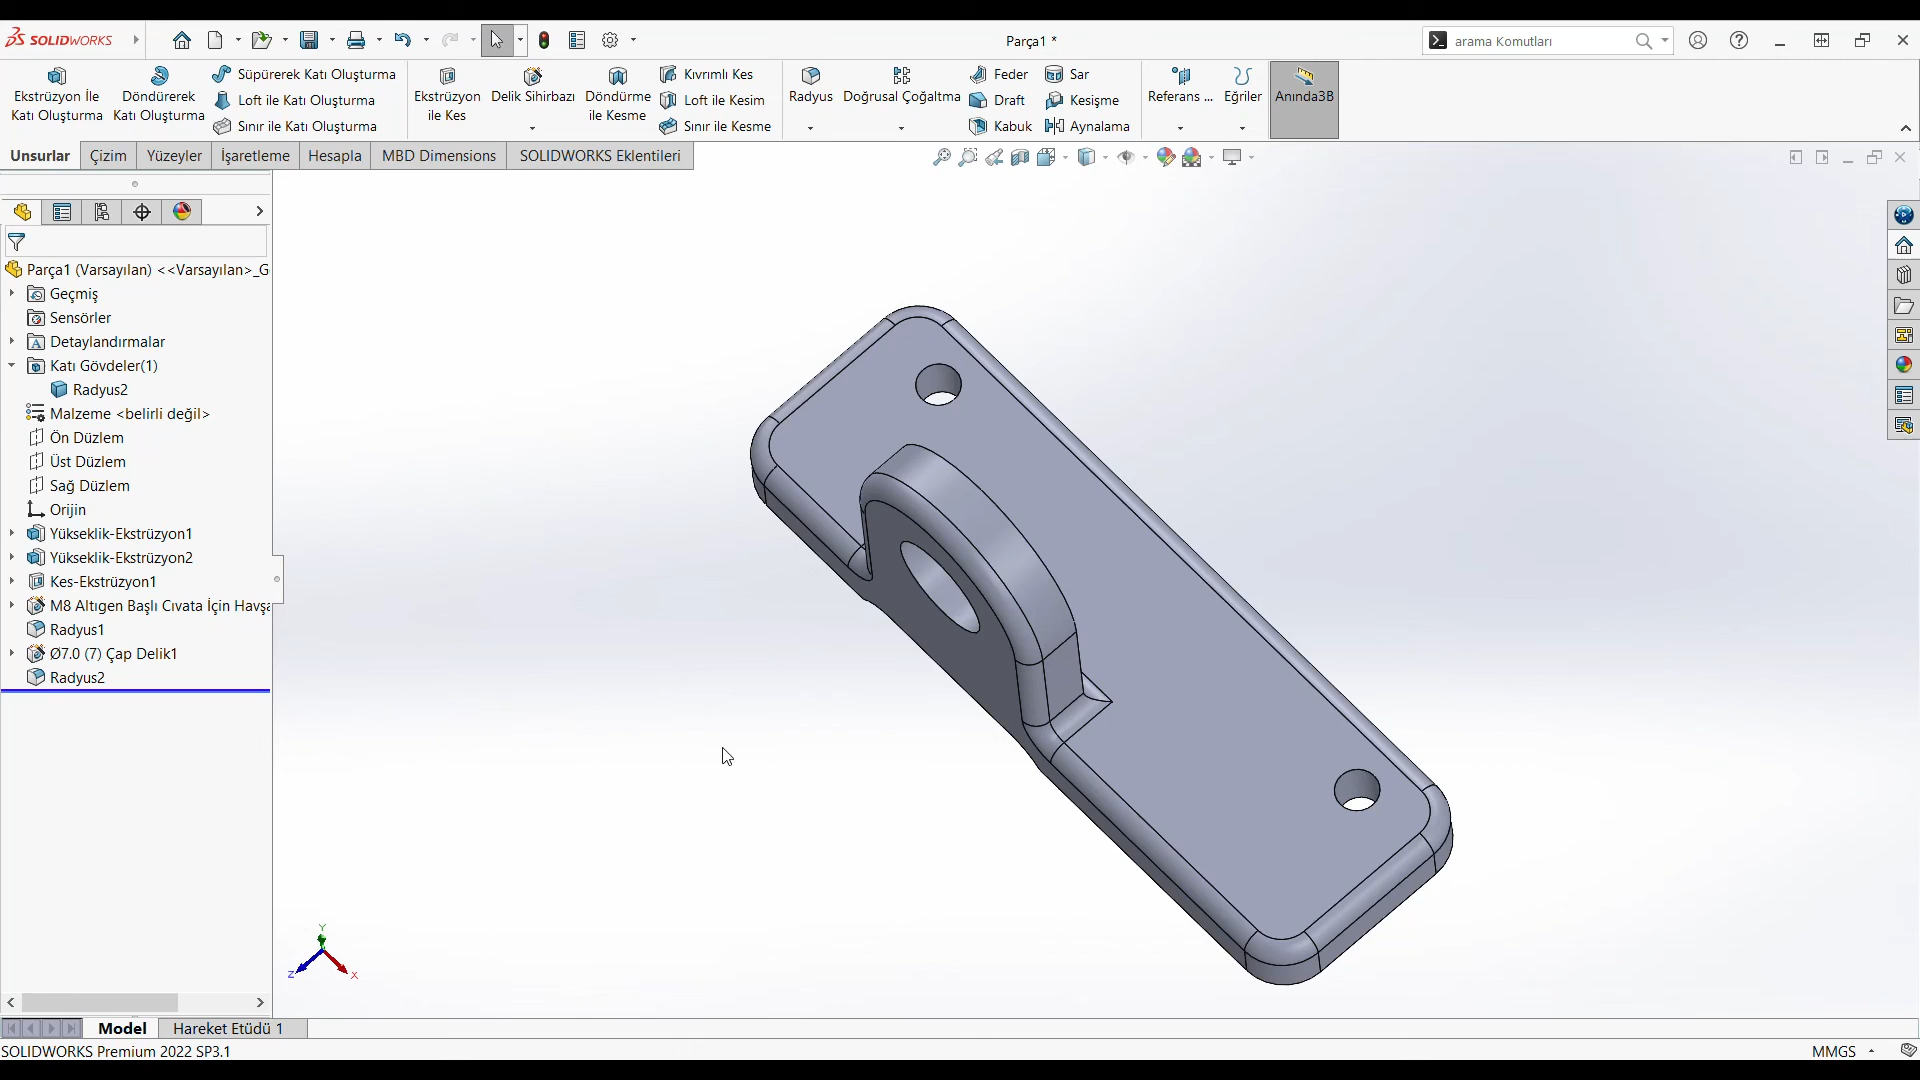 SOLIDWORKS
Parça1 *
arama Komutları
Ekstrüzyon İle Katı Oluşturma
Döndürerek Katı Oluşturma
Süpürerek Katı Oluşturma
Loft ile Katı Oluşturma
Sınır ile Katı Oluşturma
Ekstrüzyon ile Kes
Delik Sihirbazı
Döndürme ile Kesme
Kıvrımlı Kes
Loft ile Kesim
Sınır ile Kesme
Radyus
Doğrusal Çoğaltma
Feder
Draft
Kabuk
Sar
Kesişme
Aynalama
Referans ...
Eğriler
Anında3B
Unsurlar
Çizim
Yüzeyler
İşaretleme
Hesapla
MBD Dimensions
SOLIDWORKS Eklentileri
Parça1 (Varsayılan) <<Varsayılan>_G
Geçmiş
Sensörler
Detaylandırmalar
Katı Gövdeler(1)
Radyus2
Malzeme <belirli değil>
Ön Düzlem
Üst Düzlem
Sağ Düzlem
Orijin
Yükseklik-Ekstrüzyon1
Yükseklik-Ekstrüzyon2
Kes-Ekstrüzyon1
M8 Altıgen Başlı Cıvata İçin Havşa
Radyus1
Ø7.0 (7) Çap Delik1
Radyus2
Y
Z
X
Model
Hareket Etüdü 1
SOLIDWORKS Premium 2022 SP3.1
MMGS